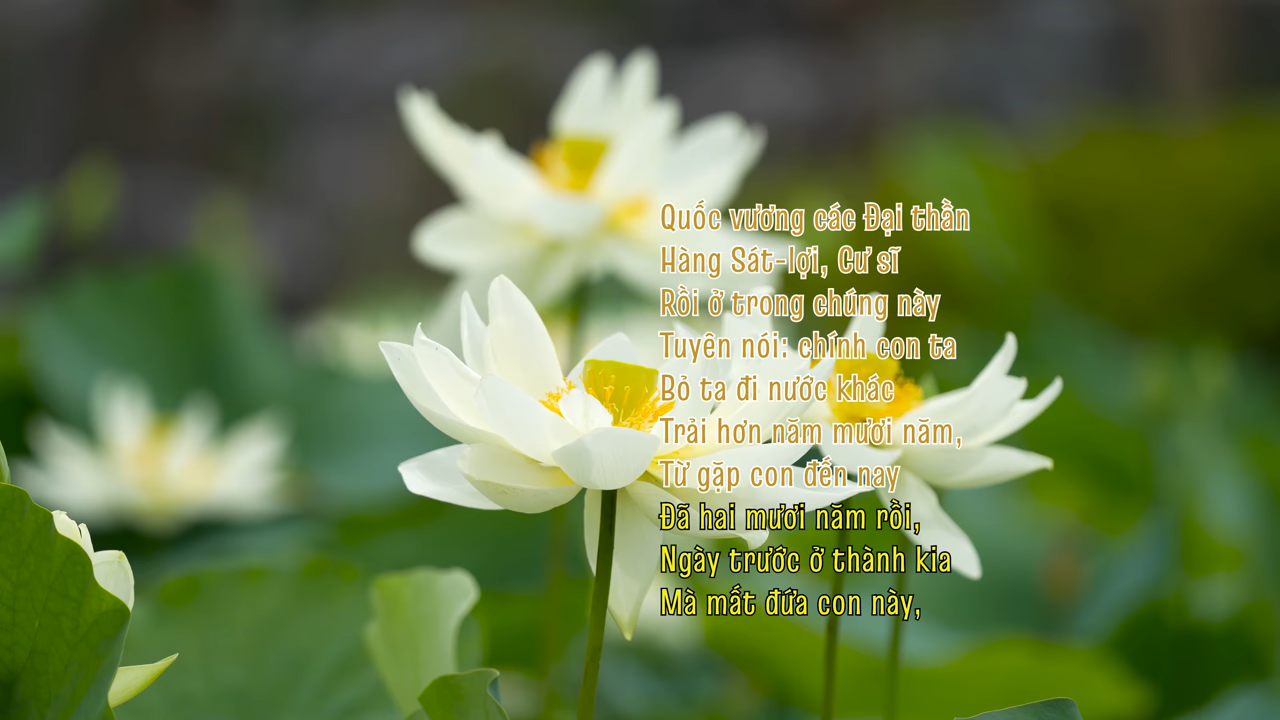 Quốc vương các Đại thần
Hàng Sát-lợi, Cư sĩ
Rồi ở trong chúng này
Tuyên nói: chính con ta
Bỏ ta đi nước khác
Trải hơn năm mươi năm,
Từ gặp con đến nay
Đã hai mươi năm rồi,
Ngày trước ở thành kia
Mà mất đứa con này,